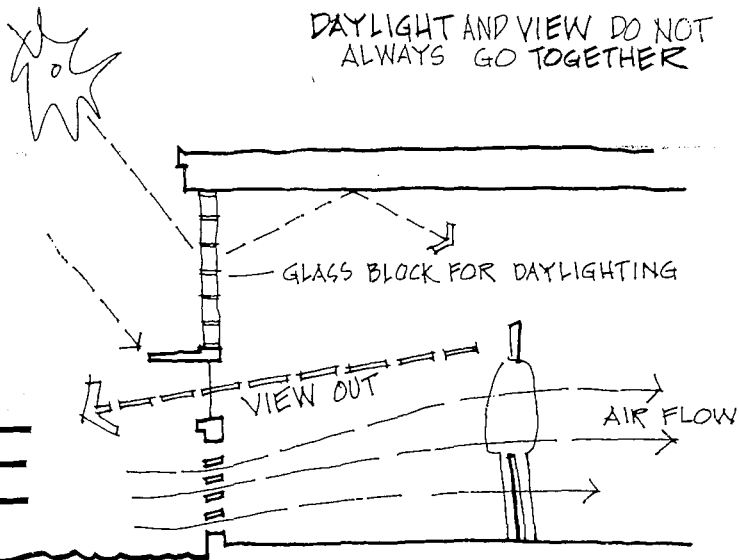 DAYLIGHT AND VIEW DO NOT
ALWAYS GO TOGETHER
GLASS BLOCK FOR DAYLIGHTING
VIEW OUT
AIR FLOW